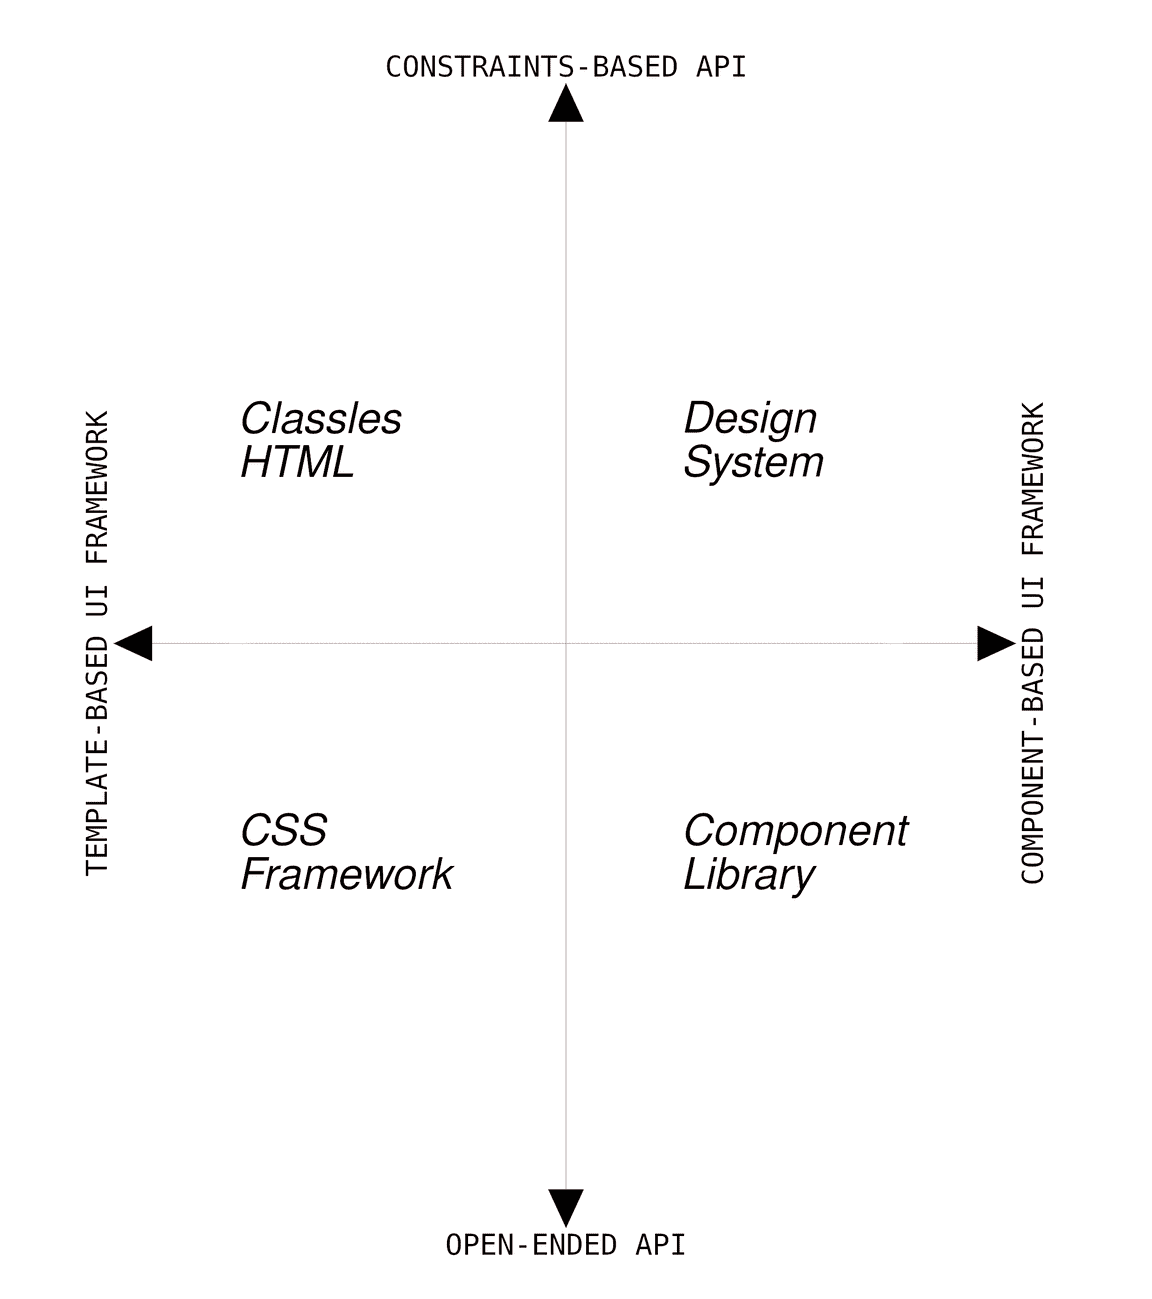 CONSTRAINTS-BASED API
TEMPLATE-BASED UI FRAMEWORK
Classles
HTML
Design
System
COMPONENT-BASED UI FRAMEWORK
CSS
Framework
Component
Library
OPEN-ENDED API